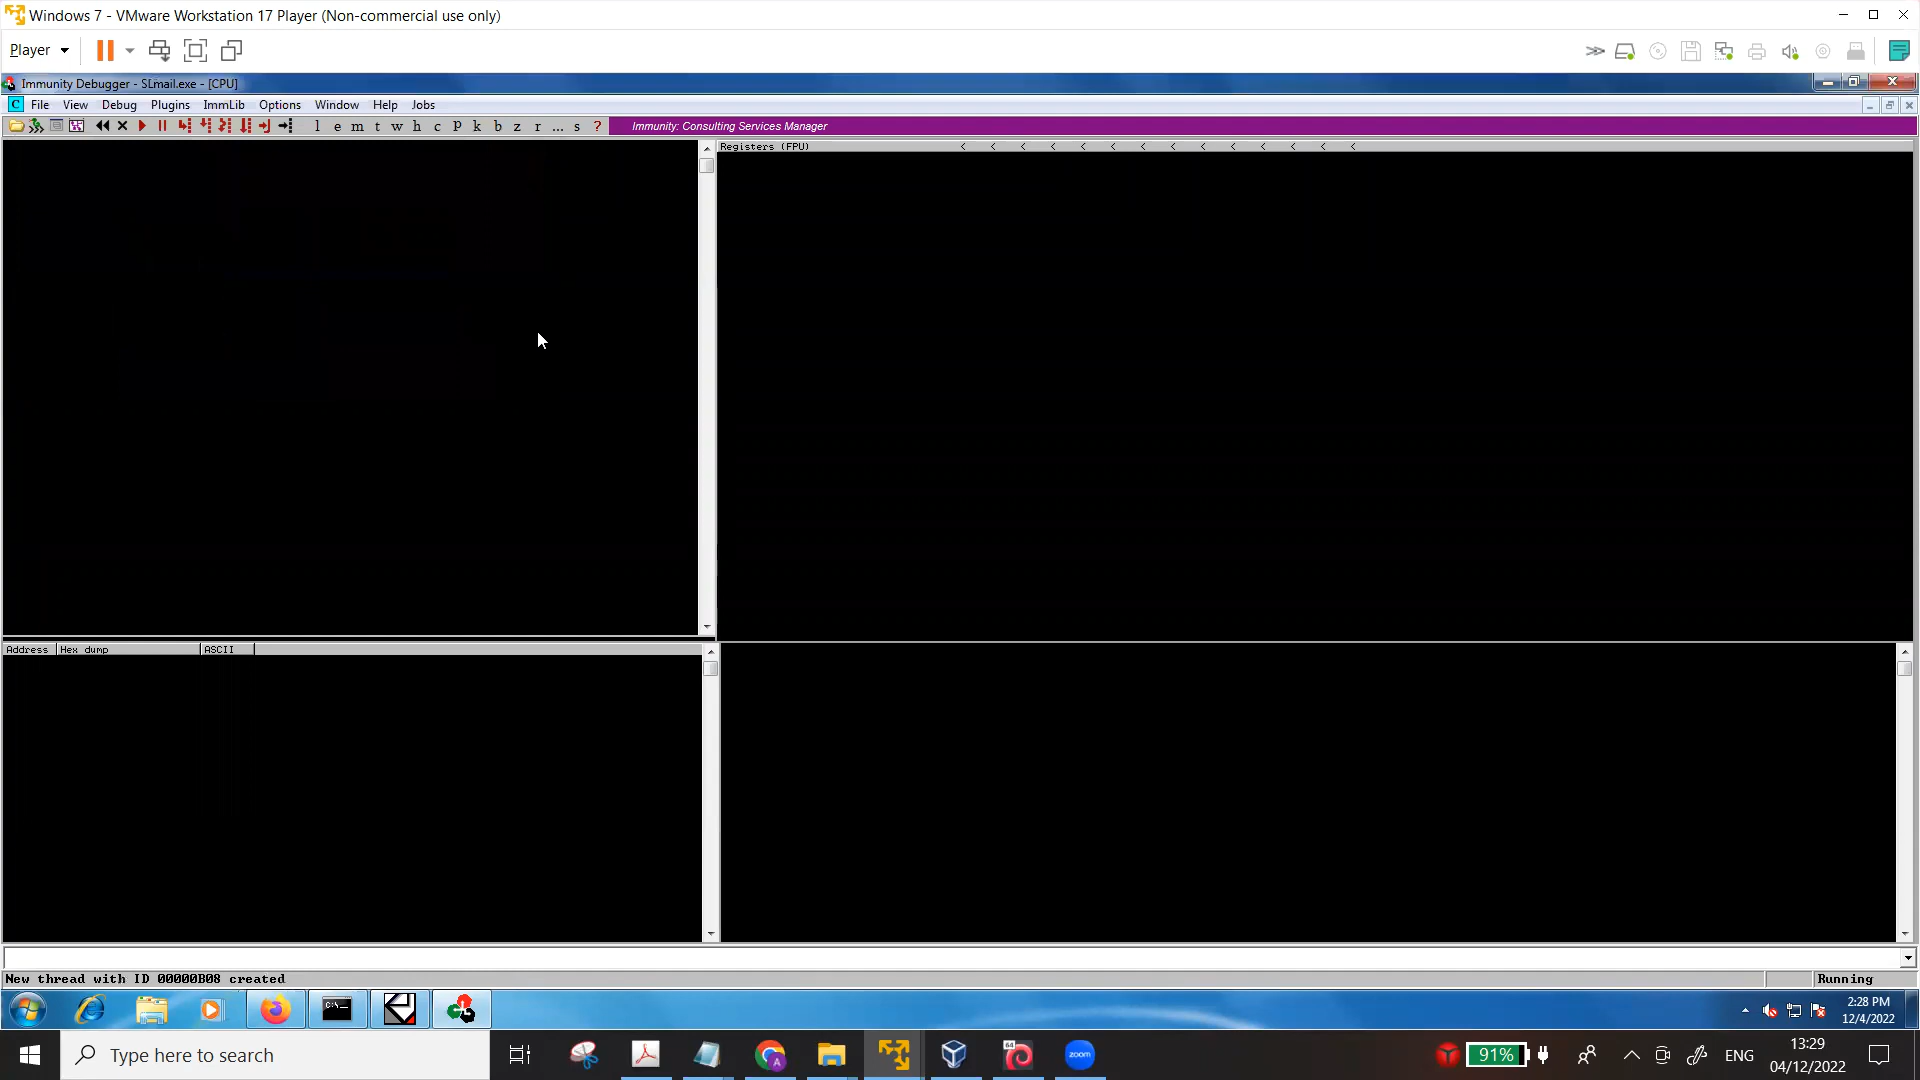 Windows 7 - VMware Workstation 17 Player (Non-commercial use only)
Player
Immunity Debugger - SLmail.exe - [CPU]
C File View Debug Plugins ImmLib Options Window Help Jobs
l e m t w h c P k b z r ... s ? Immunity: Consulting Services Manager
Registers (FPU) < < < < < < < < < < < < < <
Address Hex dump ASCII
New thread with ID 00000B08 created Running
C:\_
2:28 PM
12/4/2022
Type here to search
A
64
zoom
91%
ENG
13:29
04/12/2022